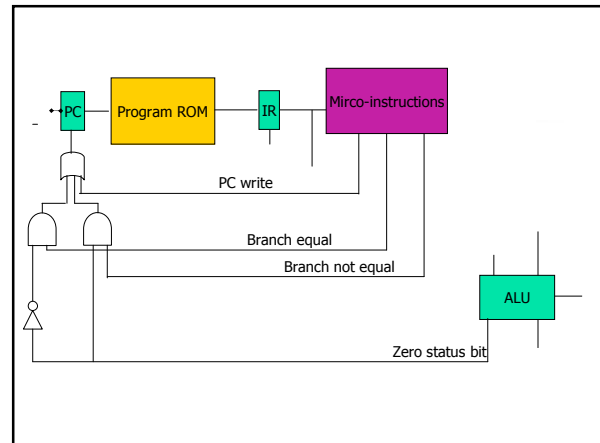 PC
Program ROM
IR
Mirco-instructions
PC write
Branch equal
Branch not equal
ALU
Zero status bit